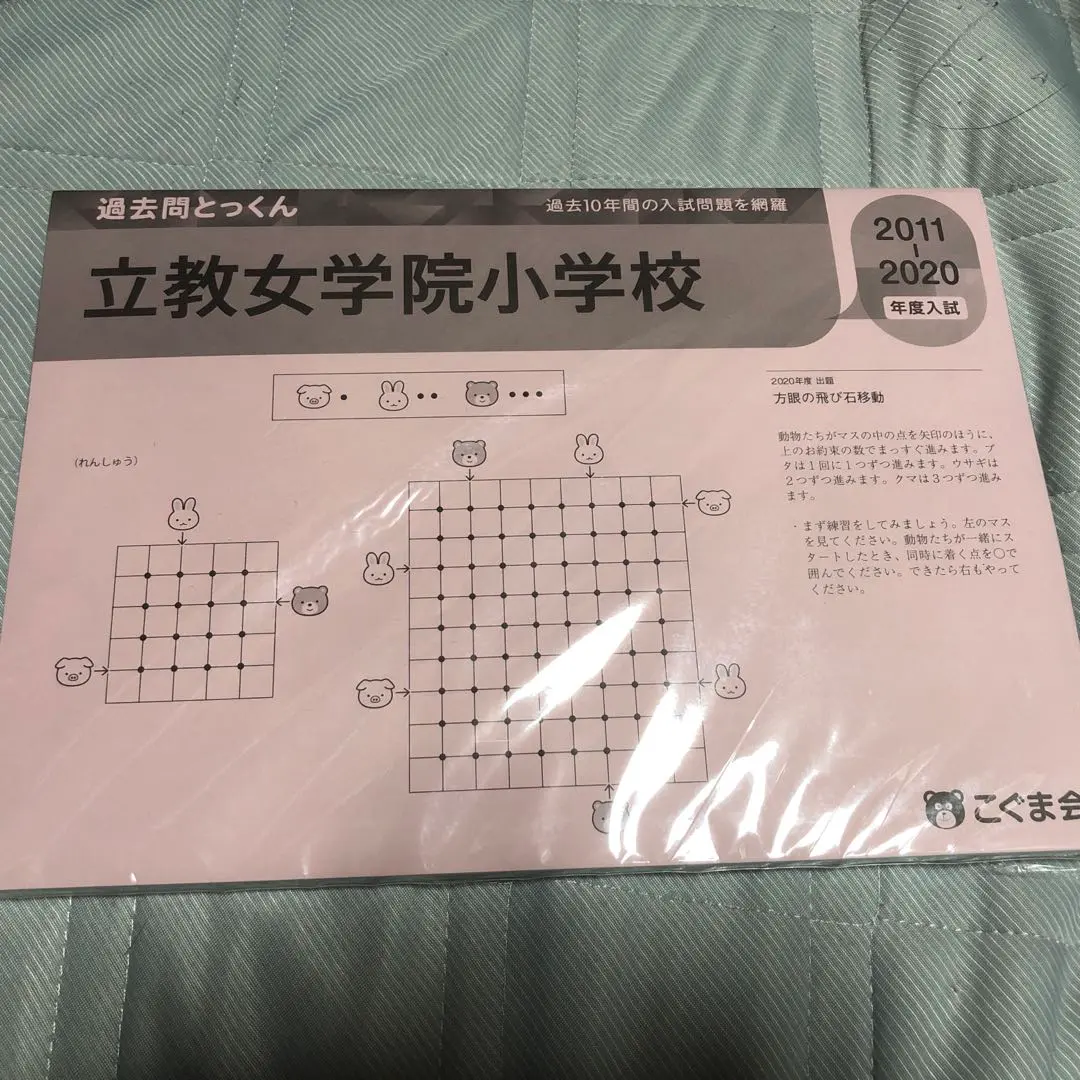 過去問とっくん
過去10年間の入試問題を網羅
立教女学院小学校
2011
-
2020
年度入試
2020年度 出題
方眼の飛び石移動
(れんしゅう)
動物たちがマスの中の点を矢印のほうに、
上のお約束の数でまっすぐ進みます。ブ
タは1回に1つずつ進みます。ウサギは
2つずつ進みます。クマは3つずつ進み
ます。
・まず練習をしてみましょう。左のマス
を見てください。動物たちが一緒にス
タートしたとき、同時に着く点を○で
囲んでください。できたら右もやって
ください。
こぐま会